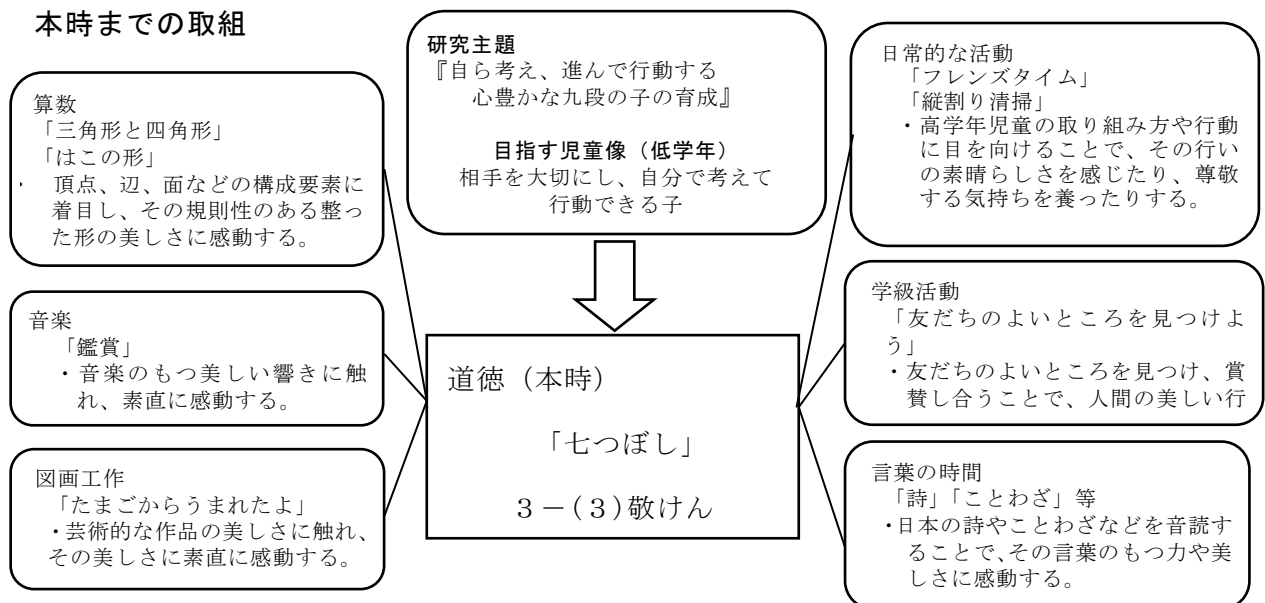 本時までの取組
研究主題
『自ら考え、進んで行動する
心豊かな九段の子の育成』
目指す児童像（低学年）
相手を大切にし、自分で考えて
行動できる子
算数
「三角形と四角形」
「はこの形」
・ 頂点、辺、面などの構成要素に
着目し、その規則性のある整っ
た形の美しさに感動する。
音楽
「鑑賞」
・音楽のもつ美しい響きに触
れ、素直に感動する。
図画工作
「たまごからうまれたよ」
・芸術的な作品の美しさに触れ、
その美しさに素直に感動する。
道徳（本時）
「七つぼし」
３－(３)敬けん
日常的な活動
「フレンズタイム」
「縦割り清掃」
・高学年児童の取り組み方や行動
に目を向けることで、その行い
の素晴らしさを感じたり、尊敬
する気持ちを養ったりする。
学級活動
「友だちのよいところを見つけよ
う」
・友だちのよいところを見つけ、賞
賛し合うことで、人間の美しい行
言葉の時間
「詩」「ことわざ」等
・日本の詩やことわざなどを音読す
ることで、その言葉のもつ力や美
しさに感動する。